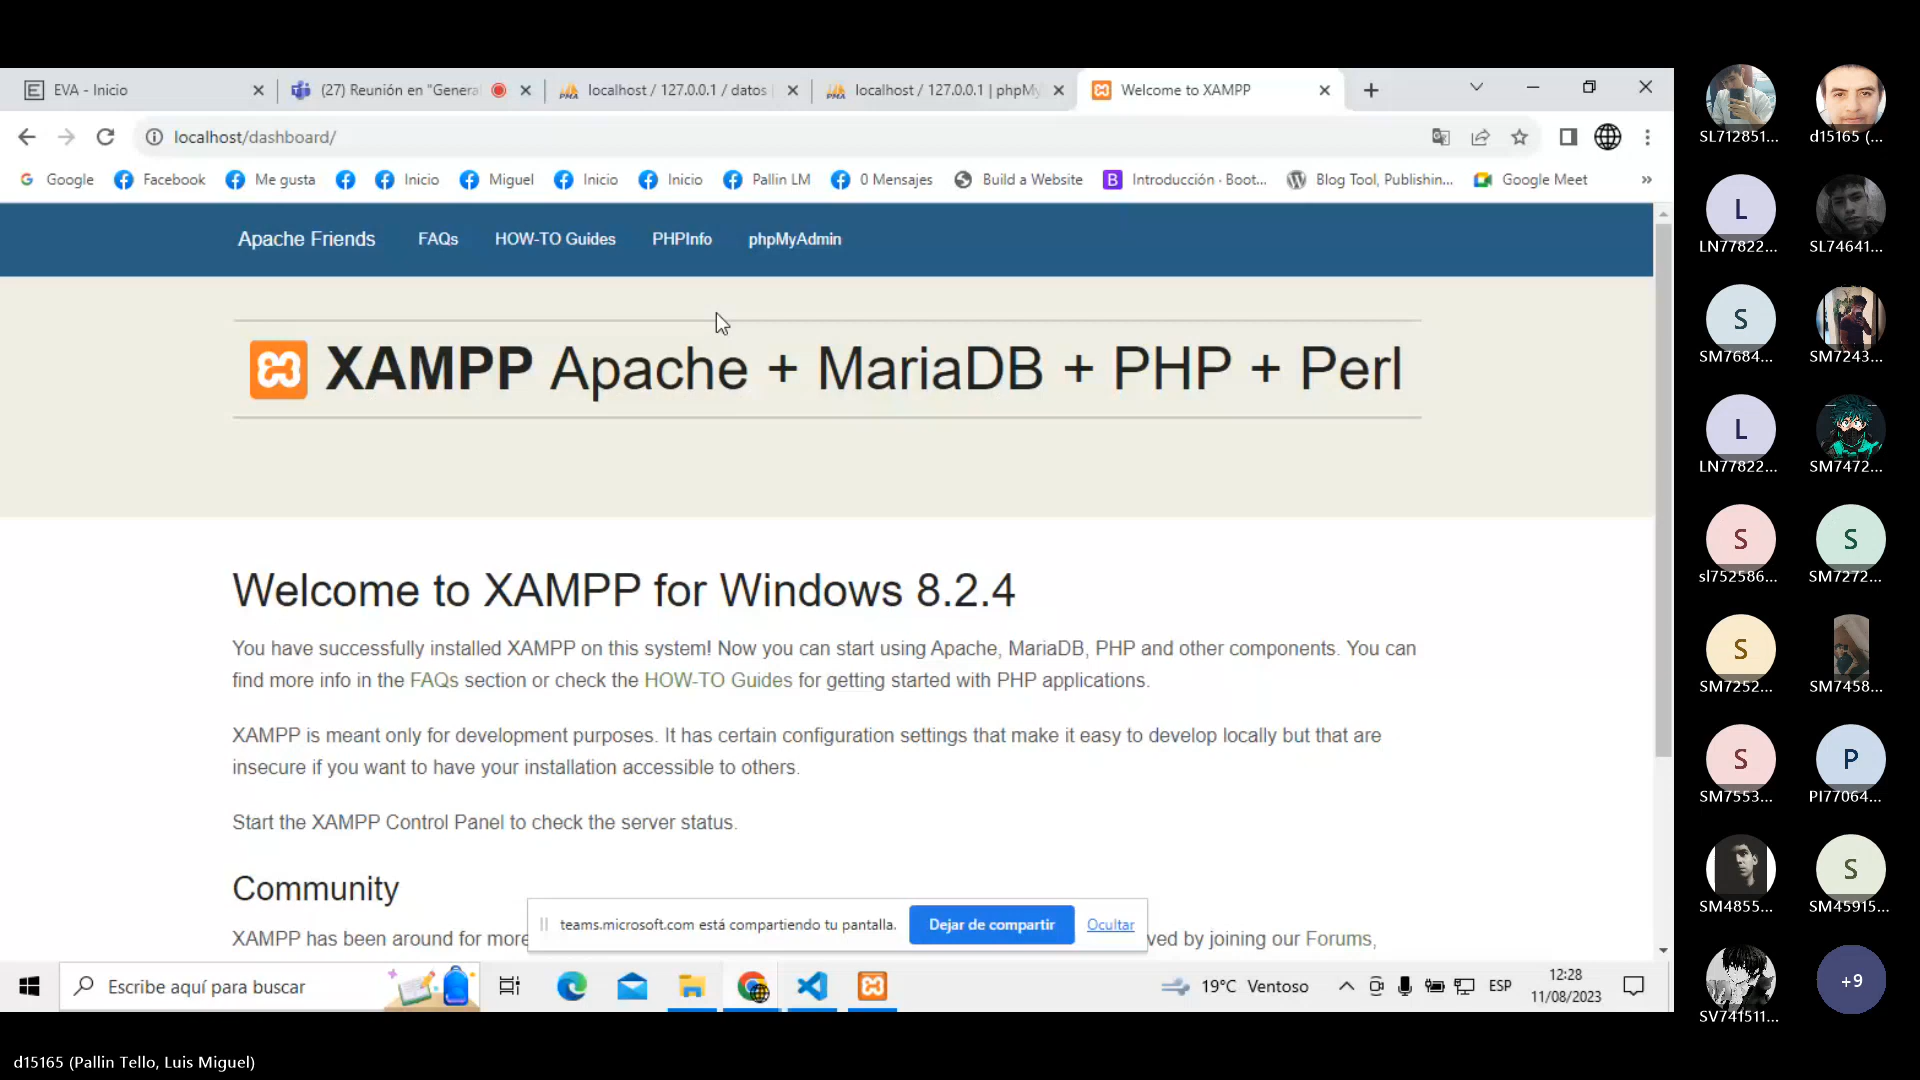 EVA - Inicio
(27) Reunión en "General
localhost / 127.0.0.1 / datos
localhost / 127.0.0.1 | phpMy
Welcome to XAMPP
localhost/dashboard/
Google
Facebook
Me gusta
Inicio
Miguel
Inicio
Inicio
Pallin LM
0 Mensajes
Build a Website
Introducción · Boot...
Blog Tool, Publishin...
Google Meet
»
Apache Friends
FAQs
HOW-TO Guides
PHPInfo
phpMyAdmin
XAMPP Apache + MariaDB + PHP + Perl
Welcome to XAMPP for Windows 8.2.4
You have successfully installed XAMPP on this system! Now you can start using Apache, MariaDB, PHP and other components. You can
find more info in the FAQs section or check the HOW-TO Guides for getting started with PHP applications.
XAMPP is meant only for development purposes. It has certain configuration settings that make it easy to develop locally but that are
insecure if you want to have your installation accessible to others.
Start the XAMPP Control Panel to check the server status.
Community
XAMPP has been around for more
ved by joining our Forums,
teams.microsoft.com está compartiendo tu pantalla.
Dejar de compartir
Ocultar
Escribe aquí para buscar
19°C Ventoso
ESP
12:28
11/08/2023
SL712851...
d15165 (...
L
LN77822...
SL74641...
S
SM7684...
SM7243...
L
LN77822...
SM7472...
S
sl752586...
S
SM7272...
S
SM7252...
SM7458...
S
SM7553...
P
PI77064...
SM4855...
S
SM45915...
SV741511...
+9
d15165 (Pallin Tello, Luis Miguel)